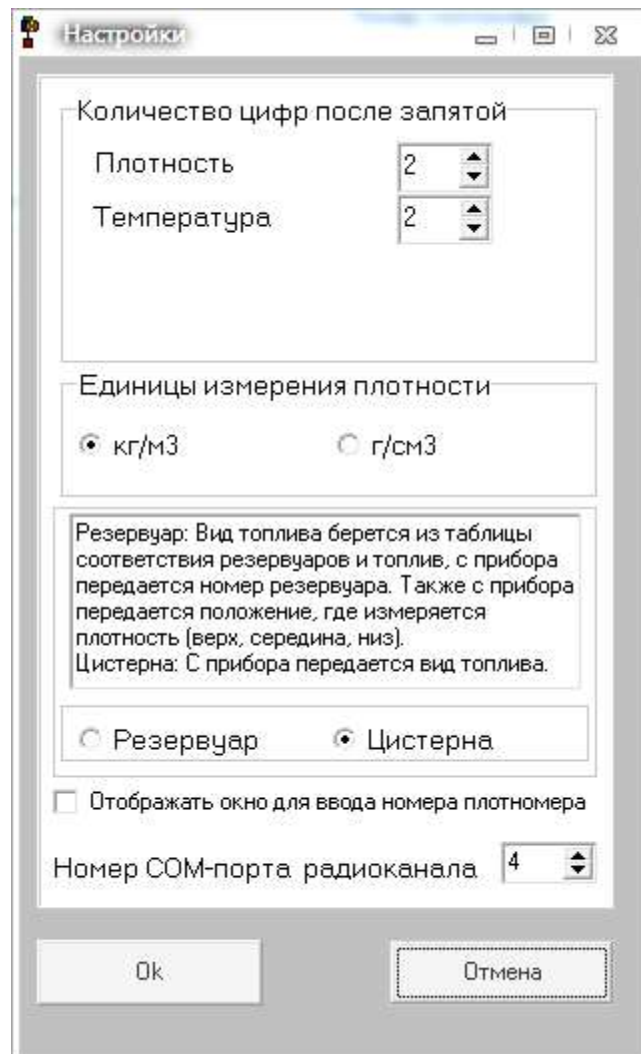 Настройки
Количество цифр после запятой
Плотность 2
Температура 2
Единицы измерения плотности
кг/м3 г/см3
Резервуар: Вид топлива берется из таблицы
соответствия резервуаров и топлив, с прибора
передается номер резервуара. Также с прибора
передается положение, где измеряется
плотность (верх, середина, низ).
Цистерна: С прибора передается вид топлива.
Резервуар Цистерна
Отображать окно для ввода номера плотномера
Номер COM-порта радиоканала 4
Ok Отмена